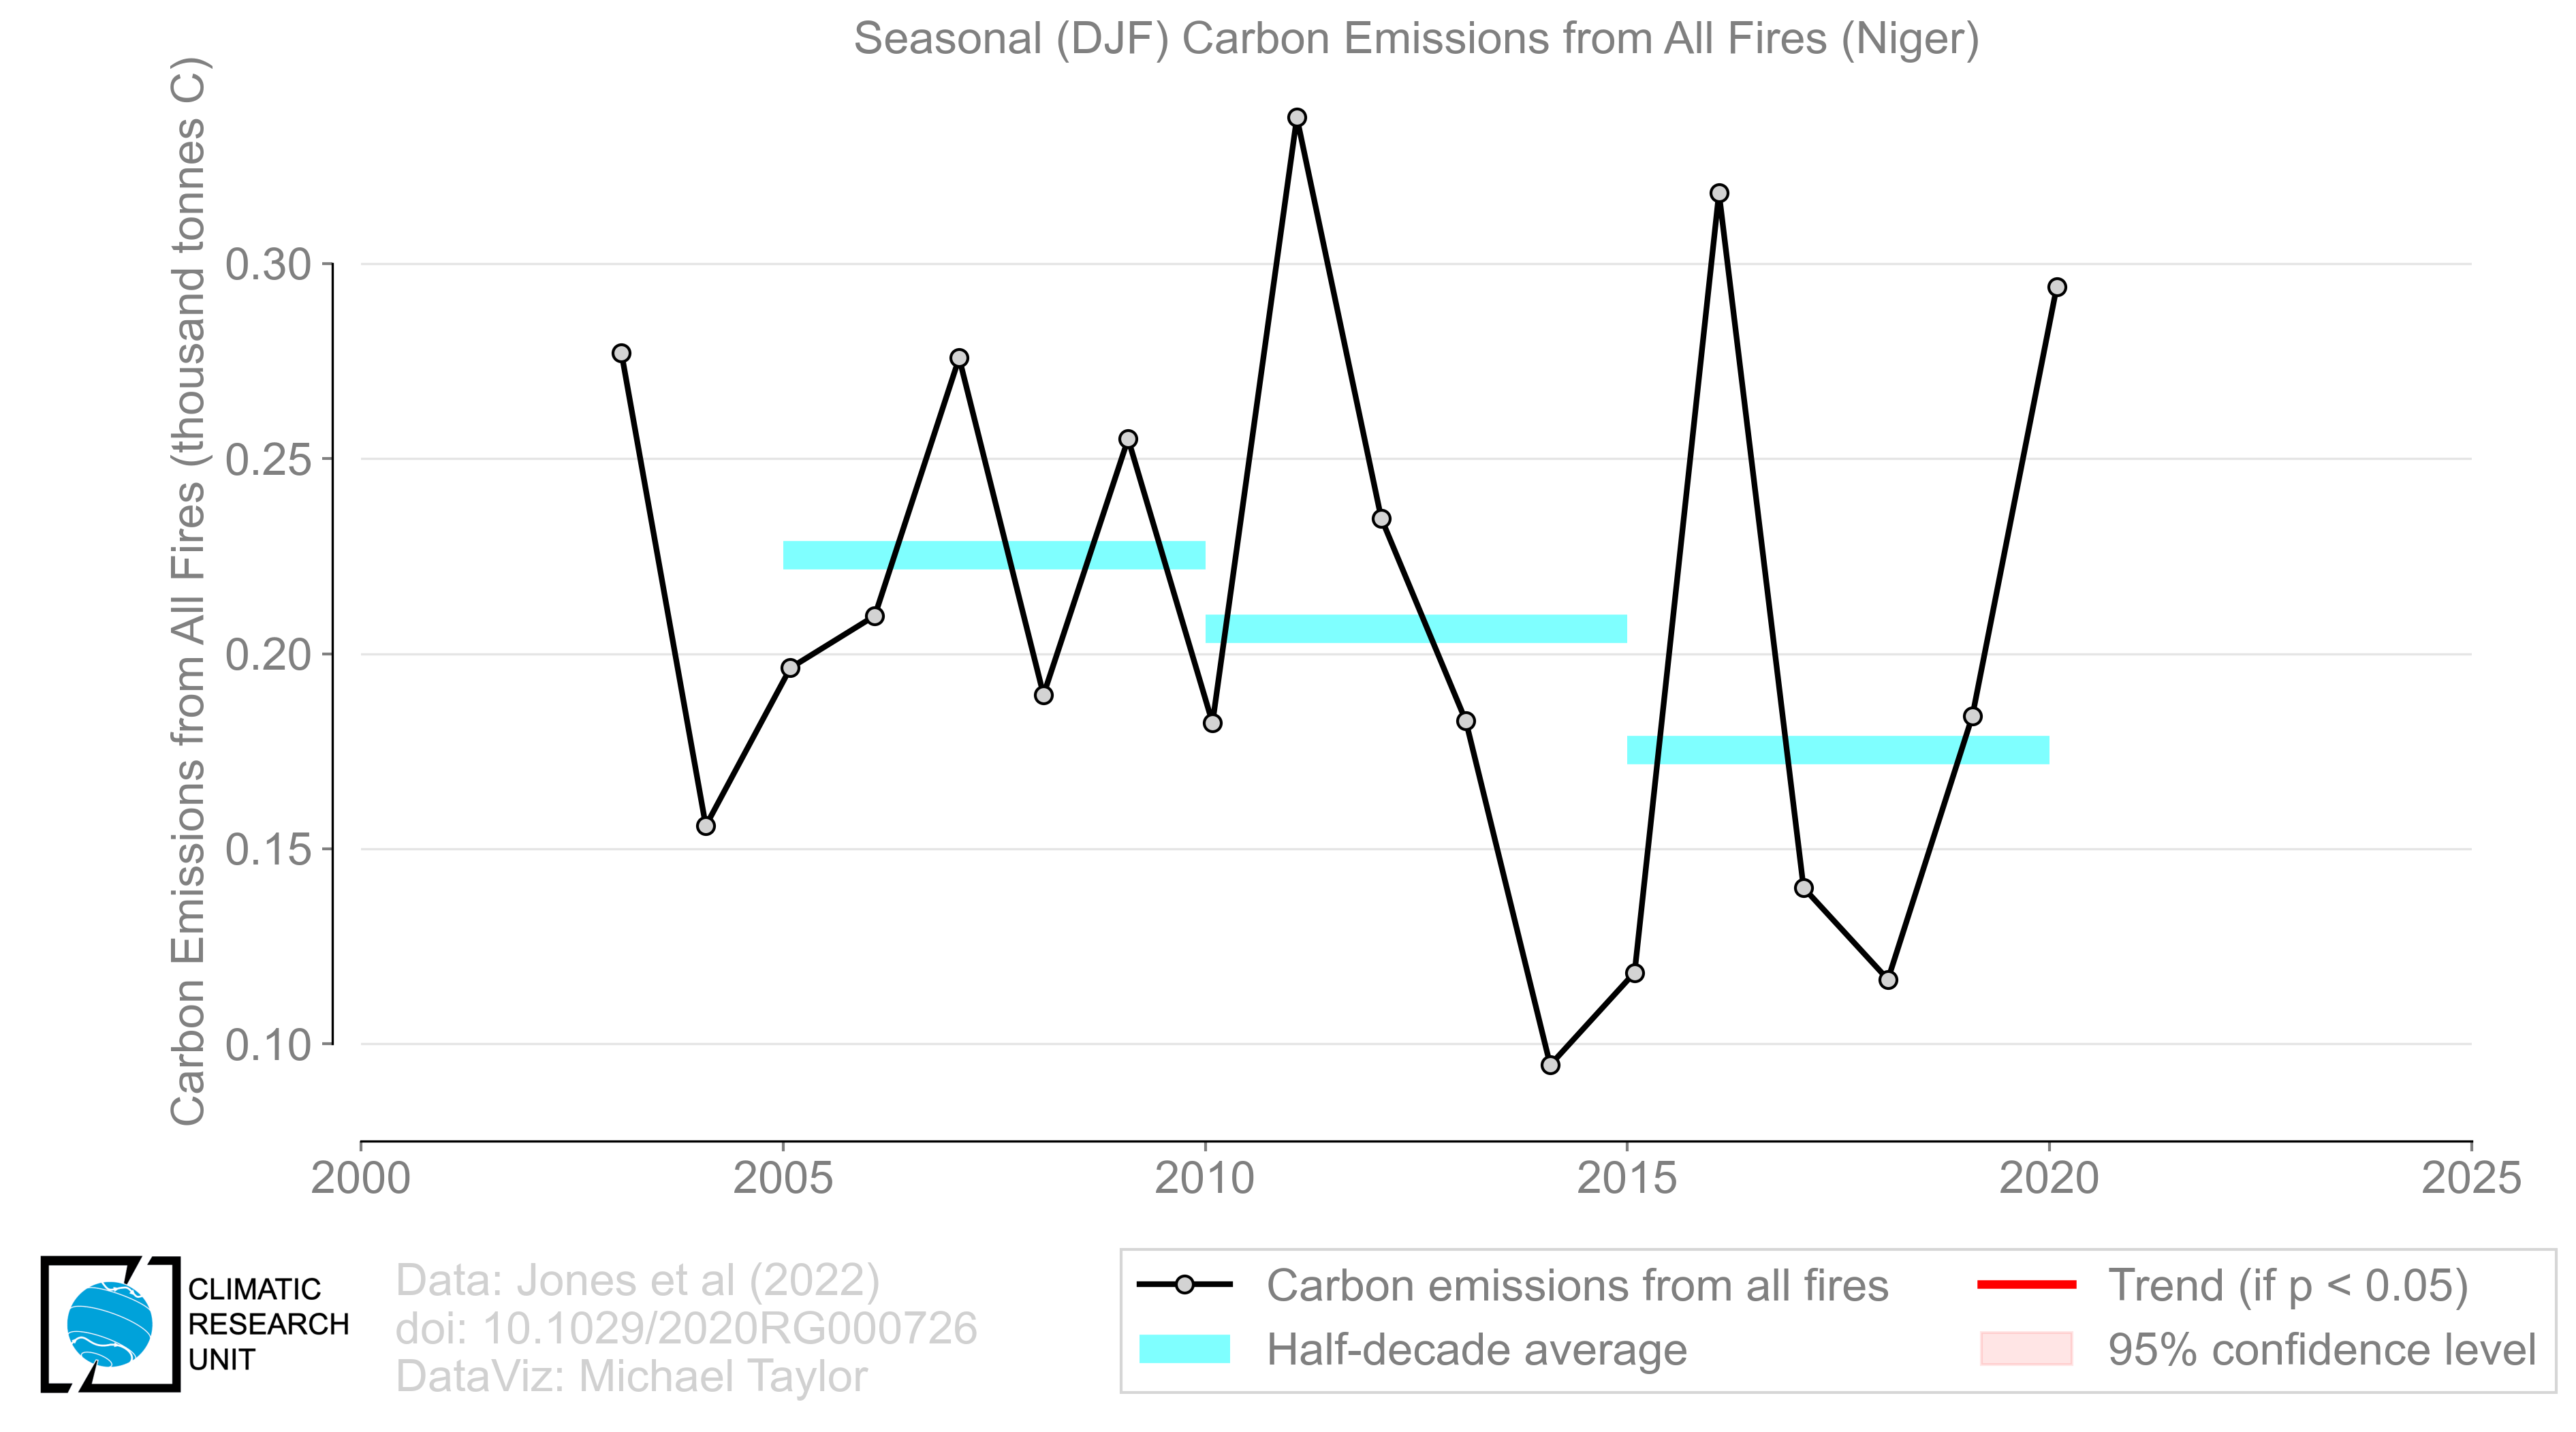 Seasonal (DJF) Carbon Emissions from All Fires (Niger)
Carbon Emissions from All Fires (thousand tonnes C)
0.30
0.25
0.20
0.15
0.10
2000
2005
2010
2015
2020
2025
CLIMATIC
RESEARCH
UNIT
Data: Jones et al (2022)
doi: 10.1029/2020RG000726
DataViz: Michael Taylor
Carbon emissions from all fires
Half-decade average
Trend (if p < 0.05)
95% confidence level